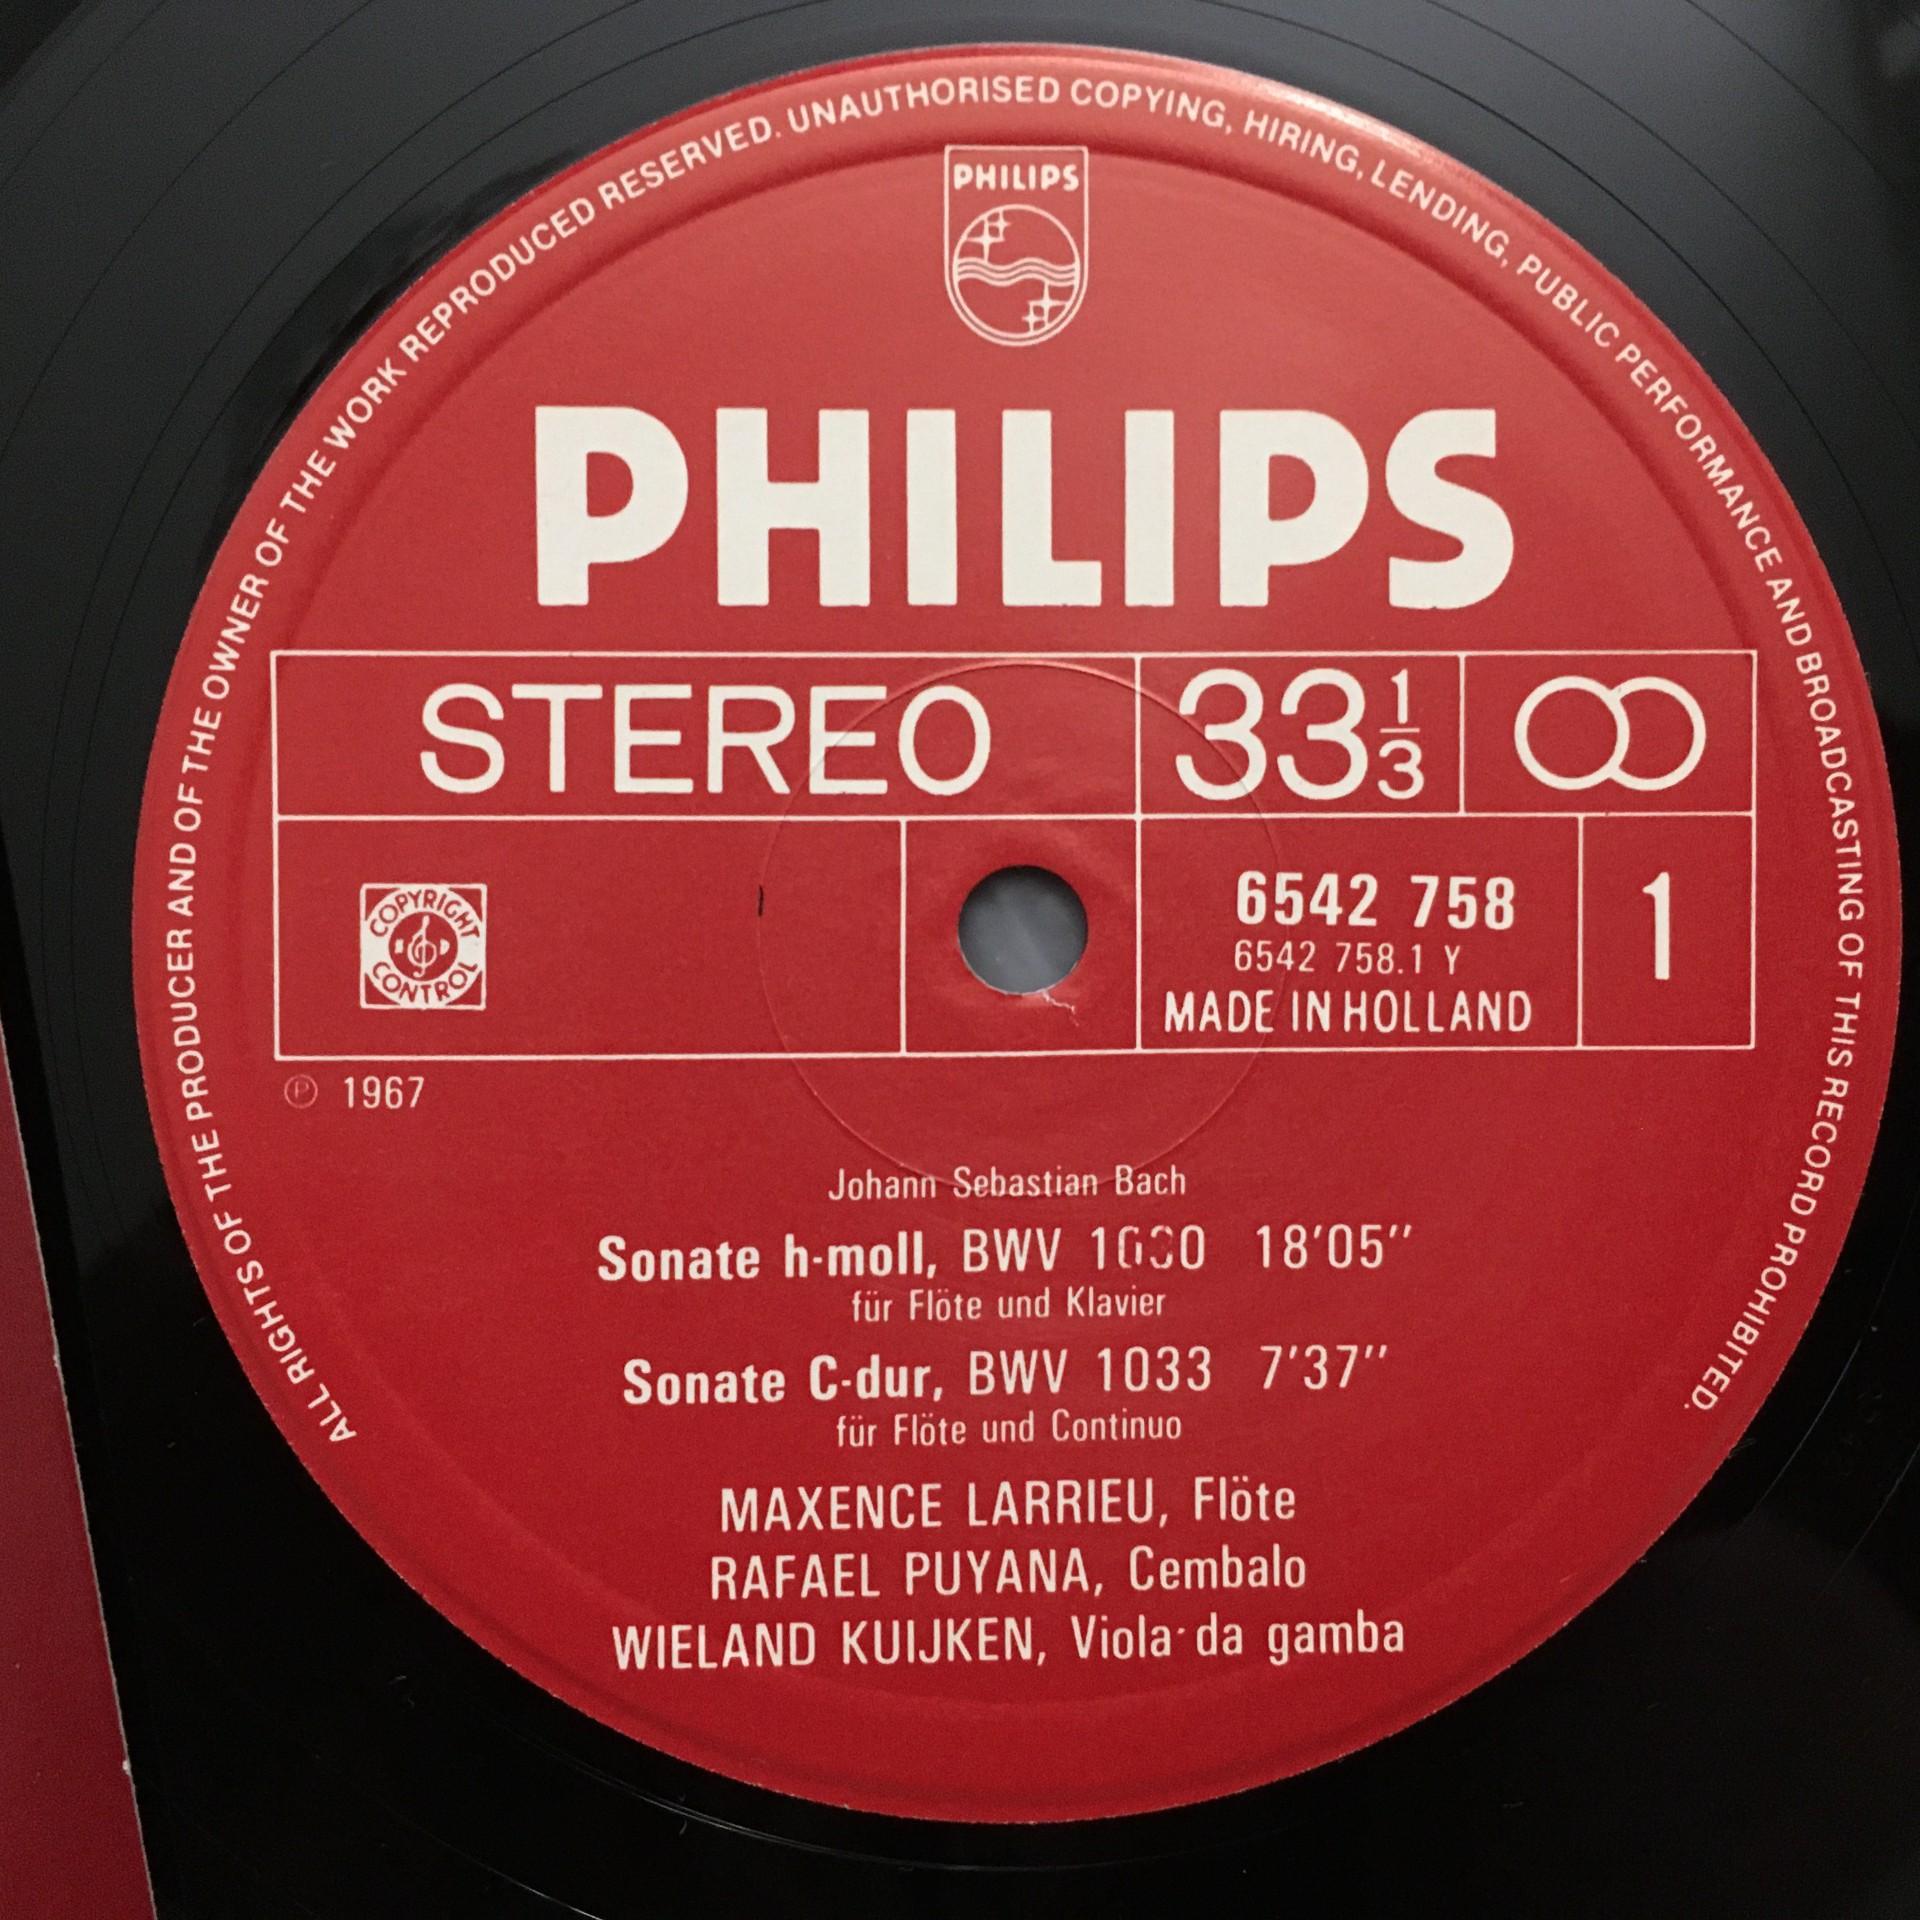 ALL RIGHTS OF THE PRODUCER AND OF THE OWNER OF THE WORK REPRODUCED RESERVED. UNAUTHORISED COPYING, HIRING, LENDING, PUBLIC PERFORMANCE AND BROADCASTING OF THIS RECORD PROHIBITED.
PHILIPS
PHILIPS
STEREO 33 1/3
COPYRIGHT CONTROL
6542 758 1
6542 758.1 Y
MADE IN HOLLAND
Ⓟ 1967
Johann Sebastian Bach
Sonate h-moll, BWV 1030 18'05''
für Flöte und Klavier
Sonate C-dur, BWV 1033 7'37''
für Flöte und Continuo
MAXENCE LARRIEU, Flöte
RAFAEL PUYANA, Cembalo
WIELAND KUIJKEN, Viola da gamba